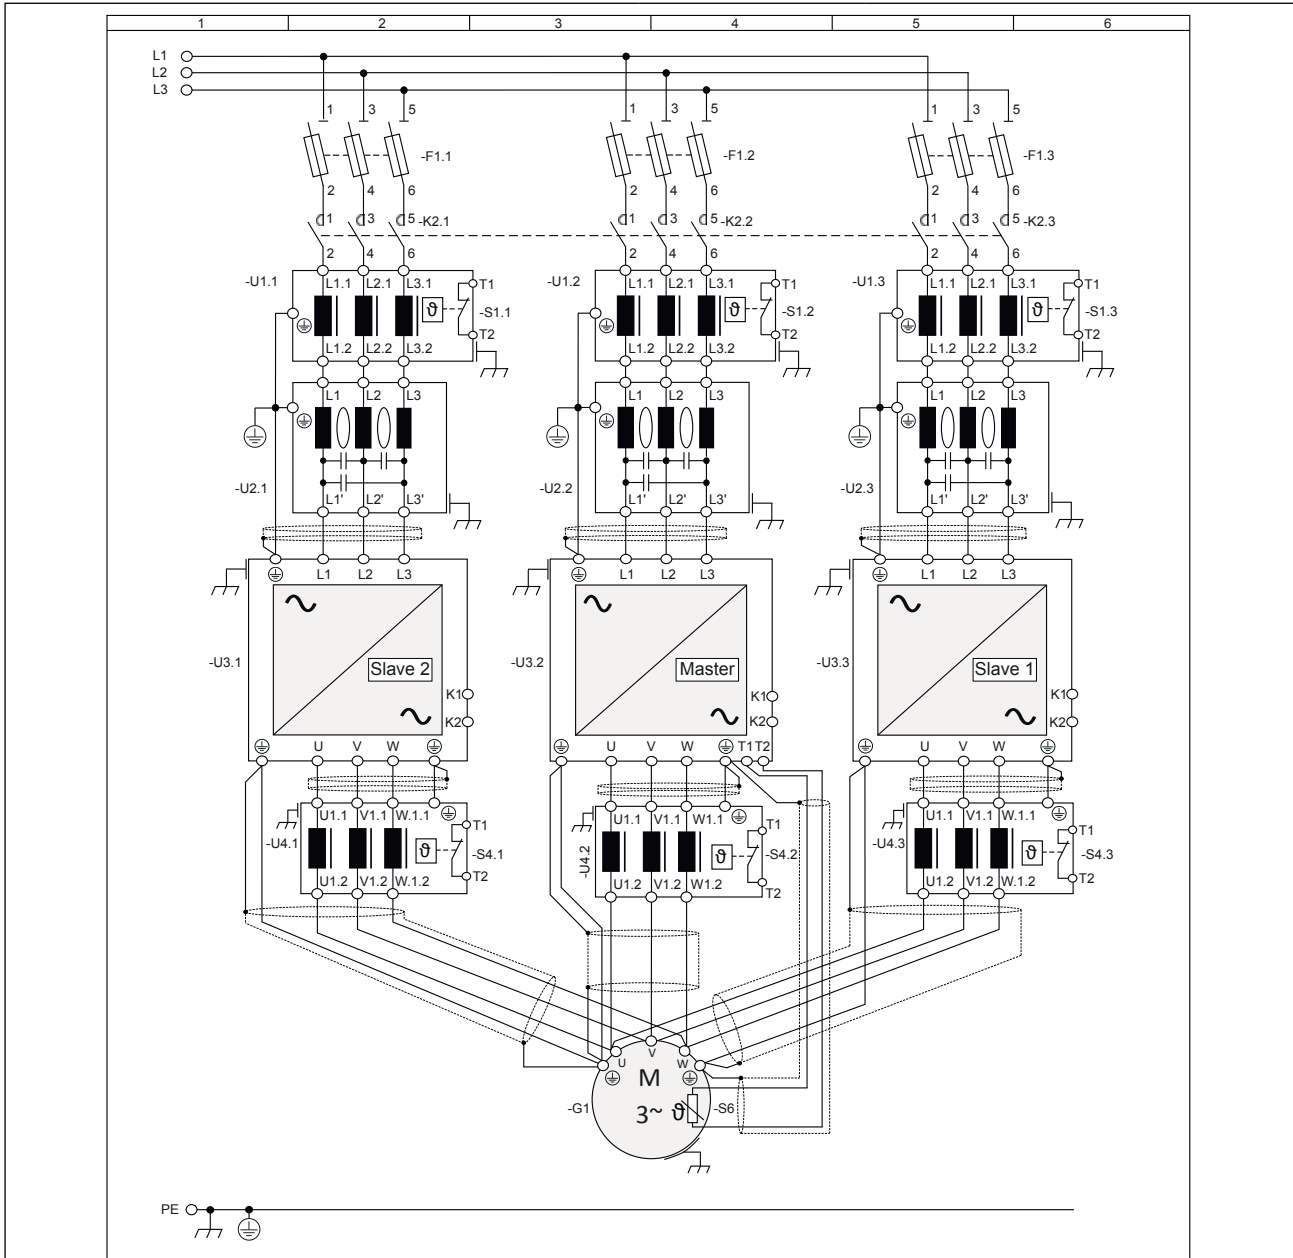 1 2 3 4 5 6
L1
L2
L3
1 3 5 1 3 5 1 3 5
-F1.1 -F1.2 -F1.3
2 4 6 2 4 6 2 4 6
1 3 5 -K2.1 1 3 5 -K2.2 1 3 5 -K2.3
2 4 6 2 4 6 2 4 6
-U1.1 L1.1 L2.1 L3.1 T1 -U1.2 L1.1 L2.1 L3.1 T1 -U1.3 L1.1 L2.1 L3.1 T1
ϑ -S1.1 ϑ -S1.2 ϑ -S1.3
L1.2 L2.2 L3.2 T2 L1.2 L2.2 L3.2 T2 L1.2 L2.2 L3.2 T2
L1 L2 L3 L1 L2 L3 L1 L2 L3
-U2.1 L1' L2' L3' -U2.2 L1' L2' L3' -U2.3 L1' L2' L3'
L1 L2 L3 L1 L2 L3 L1 L2 L3
-U3.1 Slave 2 -U3.2 Master -U3.3 Slave 1
K1 K1 K1
K2 K2 K2
U V W U V W T1 T2 U V W
U1.1 V1.1 W.1.1 T1 U1.1 V1.1 W1.1 T1 U1.1 V1.1 W.1.1 T1
-U4.1 ϑ -S4.1 -U4.2 ϑ -S4.2 -U4.3 ϑ -S4.3
U1.2 V1.2 W.1.2 T2 U1.2 V1.2 W1.2 T2 U1.2 V1.2 W.1.2 T2
U V W
M
-G1 3~ ϑ -S6
PE